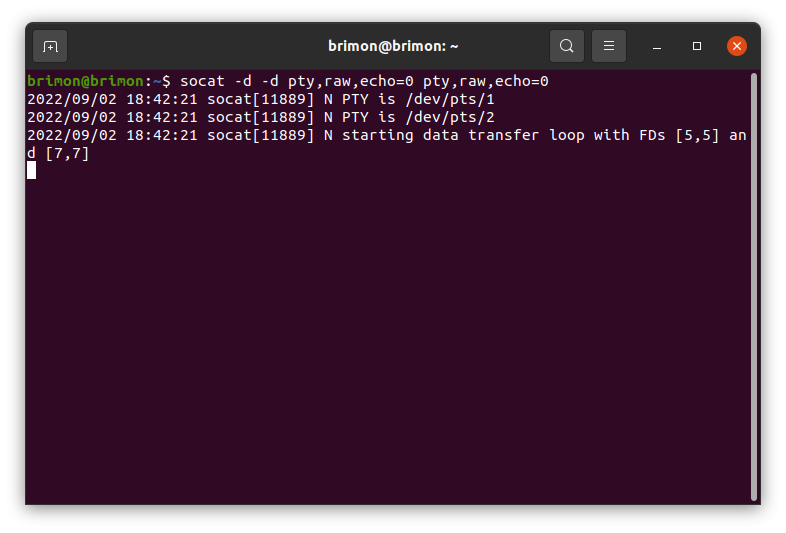 brimon@brimon: ~
brimon@brimon:~$ socat -d -d pty,raw,echo=0 pty,raw,echo=0
2022/09/02 18:42:21 socat[11889] N PTY is /dev/pts/1
2022/09/02 18:42:21 socat[11889] N PTY is /dev/pts/2
2022/09/02 18:42:21 socat[11889] N starting data transfer loop with FDs [5,5] an
d [7,7]